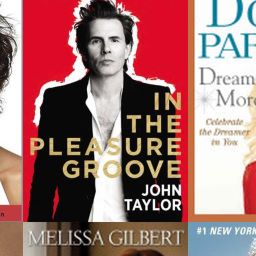 IN
THE
PLEASURE
GROOVE
JOHN
TAYLOR
Do
PAR
Dream
More
Celebrate
the Dreamer
in You
MELISSA GILBERT
#1 NEW YORK